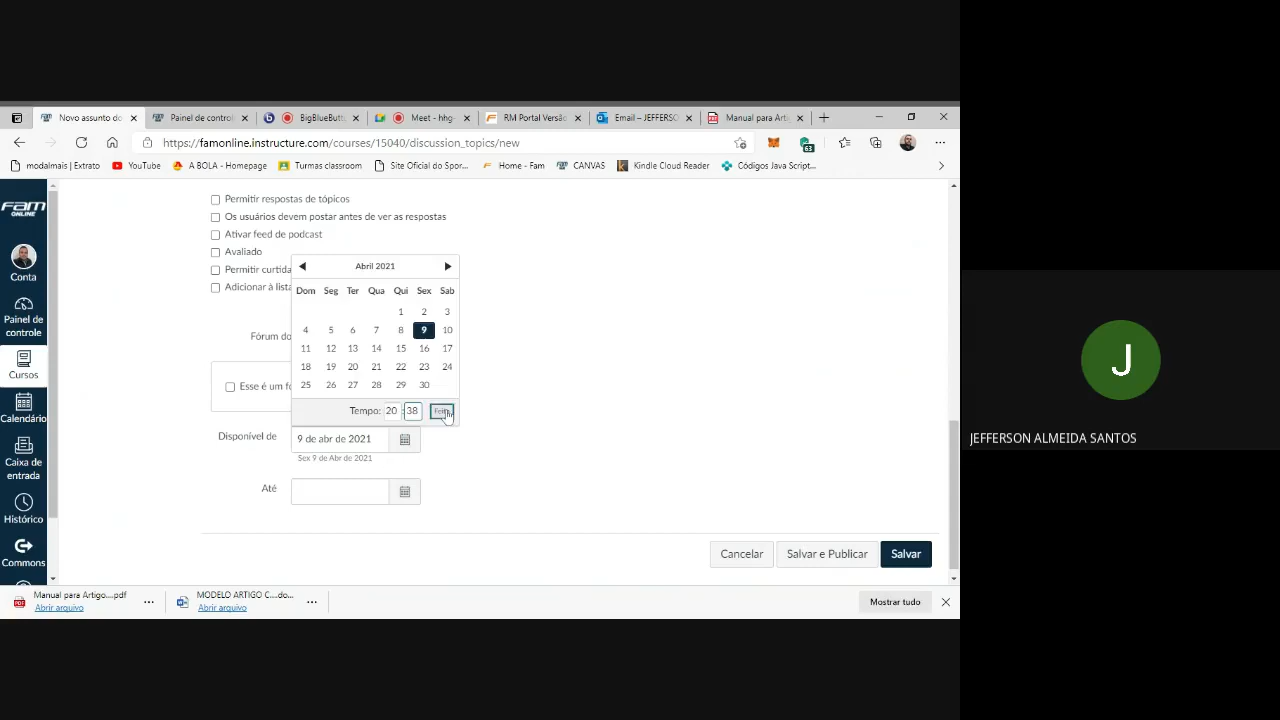 Novo assunto do
Painel de control
BigBlueButt
Meet - hhg-
RM Portal Versão
Email – JEFFERSO
Manual para Arti
https://famonline.instructure.com/courses/15040/discussion_topics/new
63
modalmais | Extrato
YouTube
A BOLA - Homepage
Turmas classroom
Site Oficial do Spor...
Home - Fam
CANVAS
Kindle Cloud Reader
Códigos Java Script...
Fam
ONLINE
Conta
Painel de
controle
Cursos
Calendário
Caixa de
entrada
Histórico
Commons
Permitir respostas de tópicos
Os usuários devem postar antes de ver as respostas
Ativar feed de podcast
Avaliado
Permitir curtida
Adicionar à lista
Fórum do
Esse é um fó
Abril 2021
Dom Seg Ter Qua Qui Sex Sab
1 2 3
4 5 6 7 8 9 10
11 12 13 14 15 16 17
18 19 20 21 22 23 24
25 26 27 28 29 30
Tempo: 20 : 38
Disponível de
9 de abr de 2021
Sex 9 de Abr de 2021
Até
Cancelar
Salvar e Publicar
Salvar
Manual para Artigo....pdf
Abrir arquivo
MODELO ARTIGO C....do...
Abrir arquivo
Mostrar tudo
J
JEFFERSON ALMEIDA SANTOS